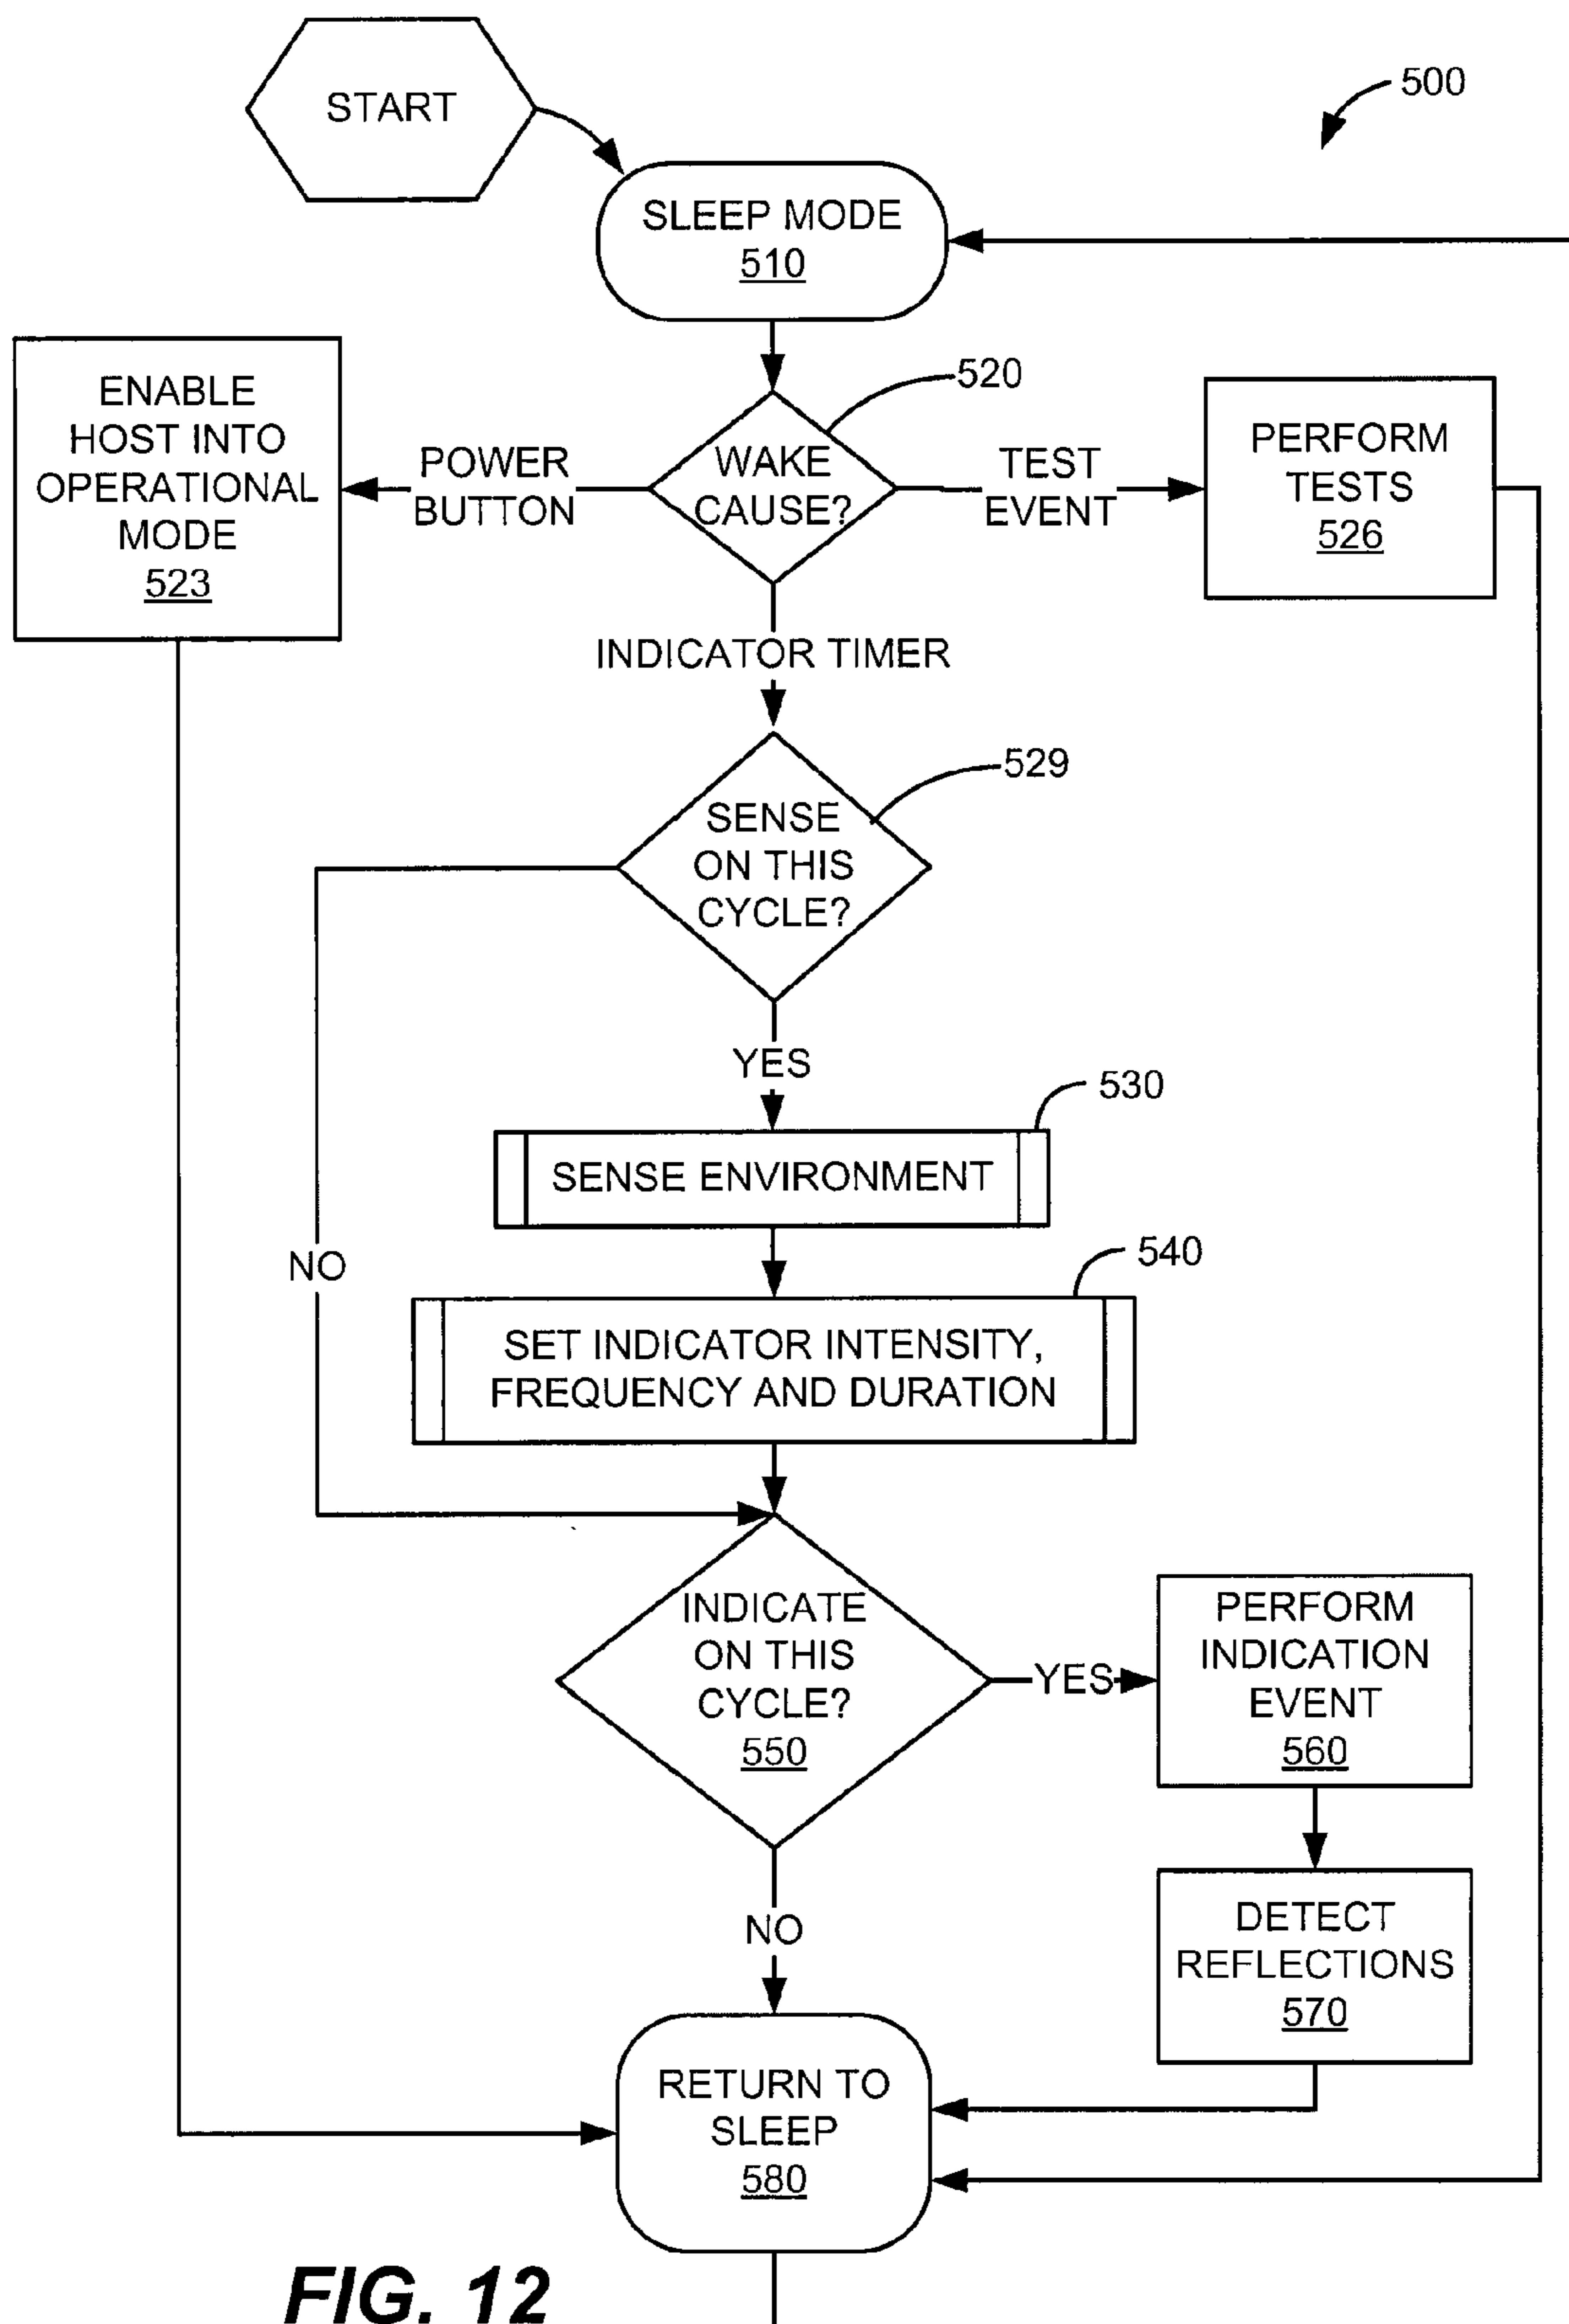 START
500
SLEEP MODE
510
520
ENABLE
HOST INTO
OPERATIONAL
MODE
523
POWER
BUTTON
WAKE
CAUSE?
TEST
EVENT
PERFORM
TESTS
526
INDICATOR TIMER
529
SENSE
ON THIS
CYCLE?
YES
530
SENSE ENVIRONMENT
NO
540
SET INDICATOR INTENSITY,
FREQUENCY AND DURATION
INDICATE
ON THIS
CYCLE?
550
YES
PERFORM
INDICATION
EVENT
560
NO
DETECT
REFLECTIONS
570
RETURN TO
SLEEP
580
FIG. 12